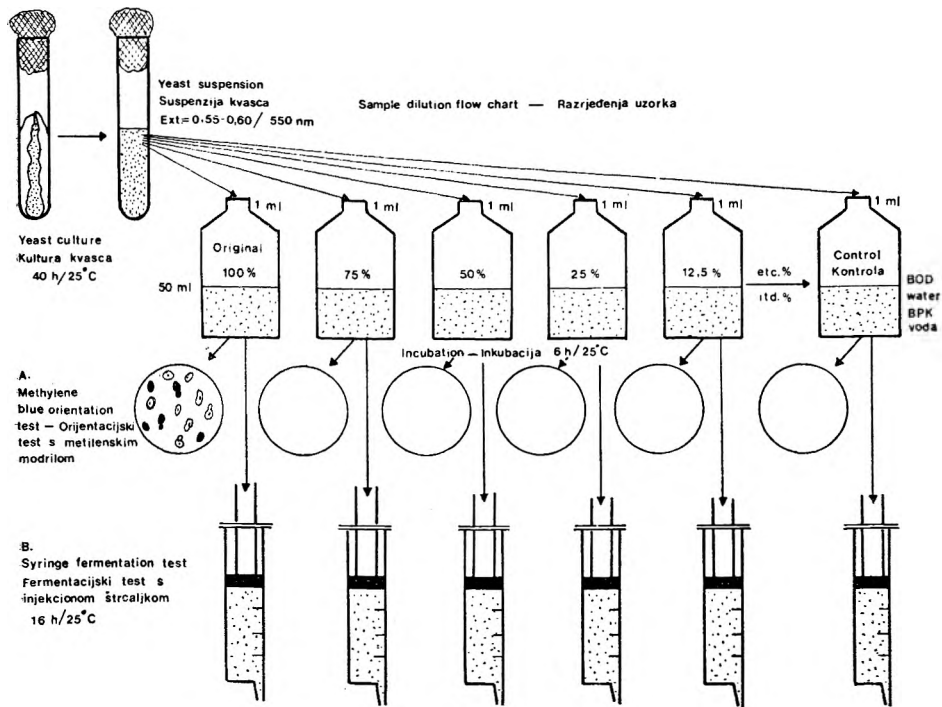 Yeast suspension
Suspenzija kvasca
Ext=0,55-0,60/ 550 nm
Sample dilution flow chart — Razrjeđenja uzorka
1 ml
1 ml
1 ml
1 ml
1 ml
1 ml
Yeast culture
Kultura kvasca
40 h/25°C
Original
100%
75%
50%
25%
12,5%
etc.%
itd.%
Control
Kontrola
50 ml
BOD
water
BPK
voda
Incubation — Inkubacija 6 h/25°C
A.
Methylene
blue orientation
test — Orijentacijski
test s metilenskim
modrilom
B.
Syringe fermentation test
Fermentacijski test s
injekcionom štrcaljkom
16 h/25°C